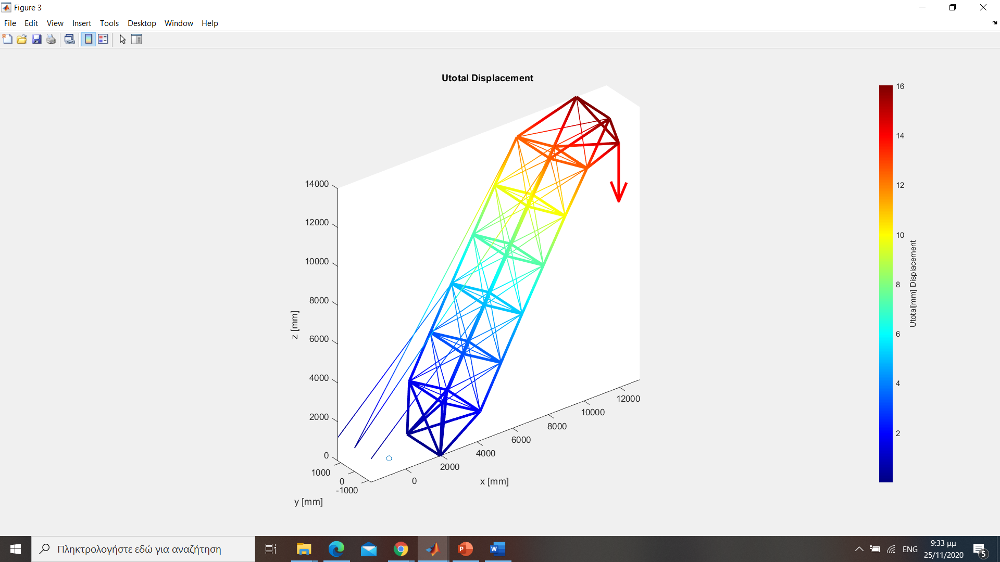 Figure 3
File Edit View Insert Tools Desktop Window Help
Utotal Displacement
14000
12000
10000
8000
6000
4000
2000
0
z [mm]
1000
0
-1000
y [mm]
0
2000
4000
6000
8000
10000
12000
x [mm]
16
14
12
10
8
6
4
2
Utotal[mm] Displacement
Πληκτρολογήστε εδώ για αναζήτηση
P
W
ENG
9:33 μμ
25/11/2020
5